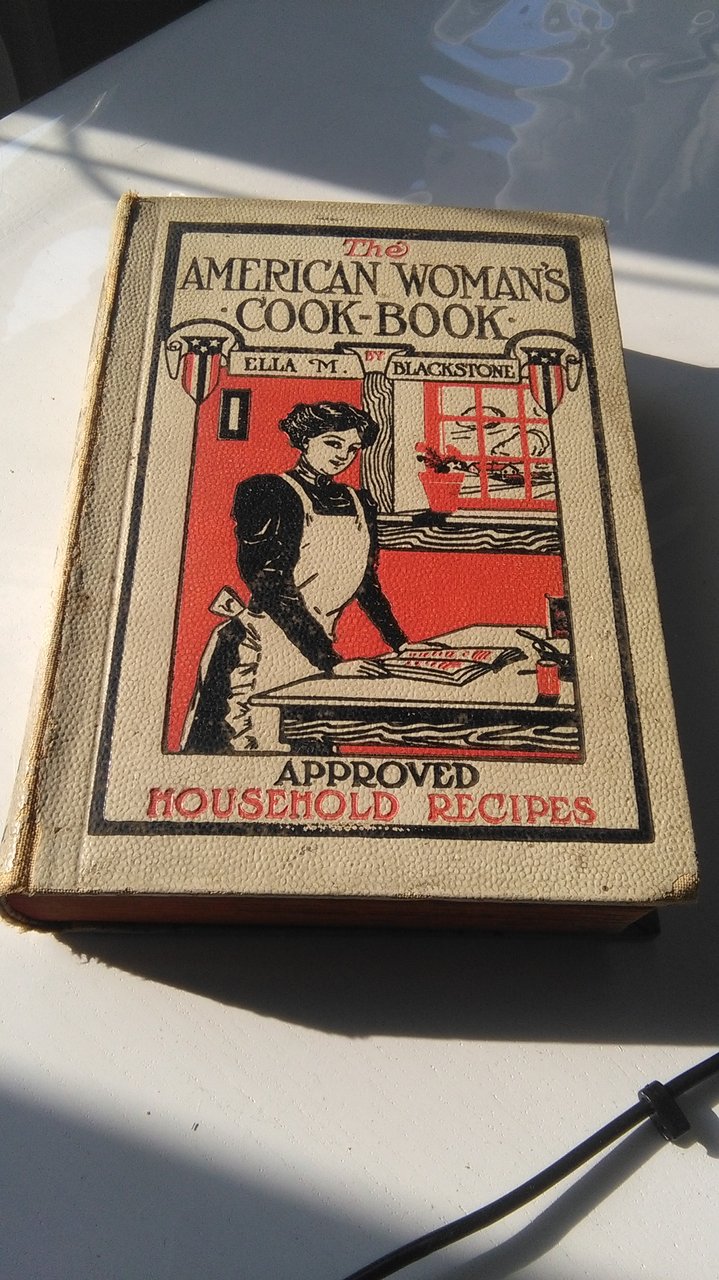 The
AMERICAN WOMAN'S
·COOK-BOOK·
ELLA M. BY BLACKSTONE
APPROVED
HOUSEHOLD RECIPES